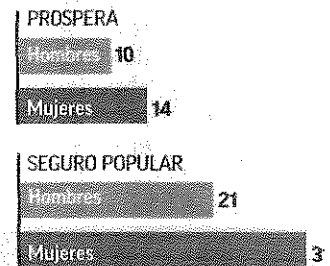 PROSPERA
Hombres 10
Mujeres 14
SEGURO POPULAR
Hombres 21
Mujeres 3